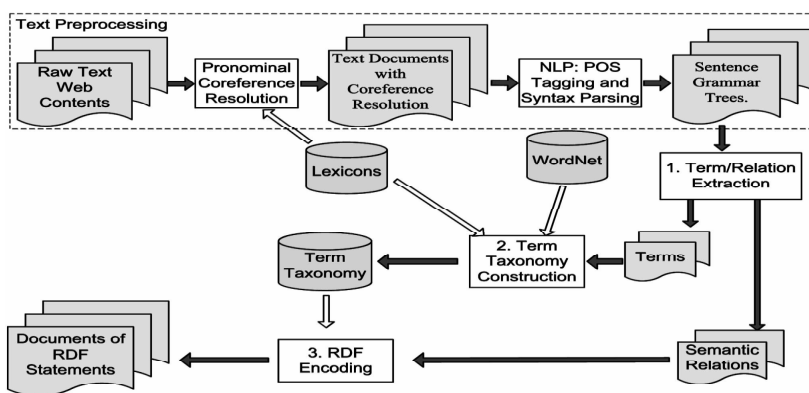 Text Preprocessing
Raw Text
Web
Contents
Pronominal
Coreference
Resolution
Text Documents
with
Coreference
Resolution
NLP: POS
Tagging and
Syntax Parsing
Sentence
Grammar
Trees.
Lexicons
WordNet
1. Term/Relation
Extraction
Term
Taxonomy
2. Term
Taxonomy
Construction
Terms
Documents of
RDF
Statements
3. RDF
Encoding
Semantic
Relations